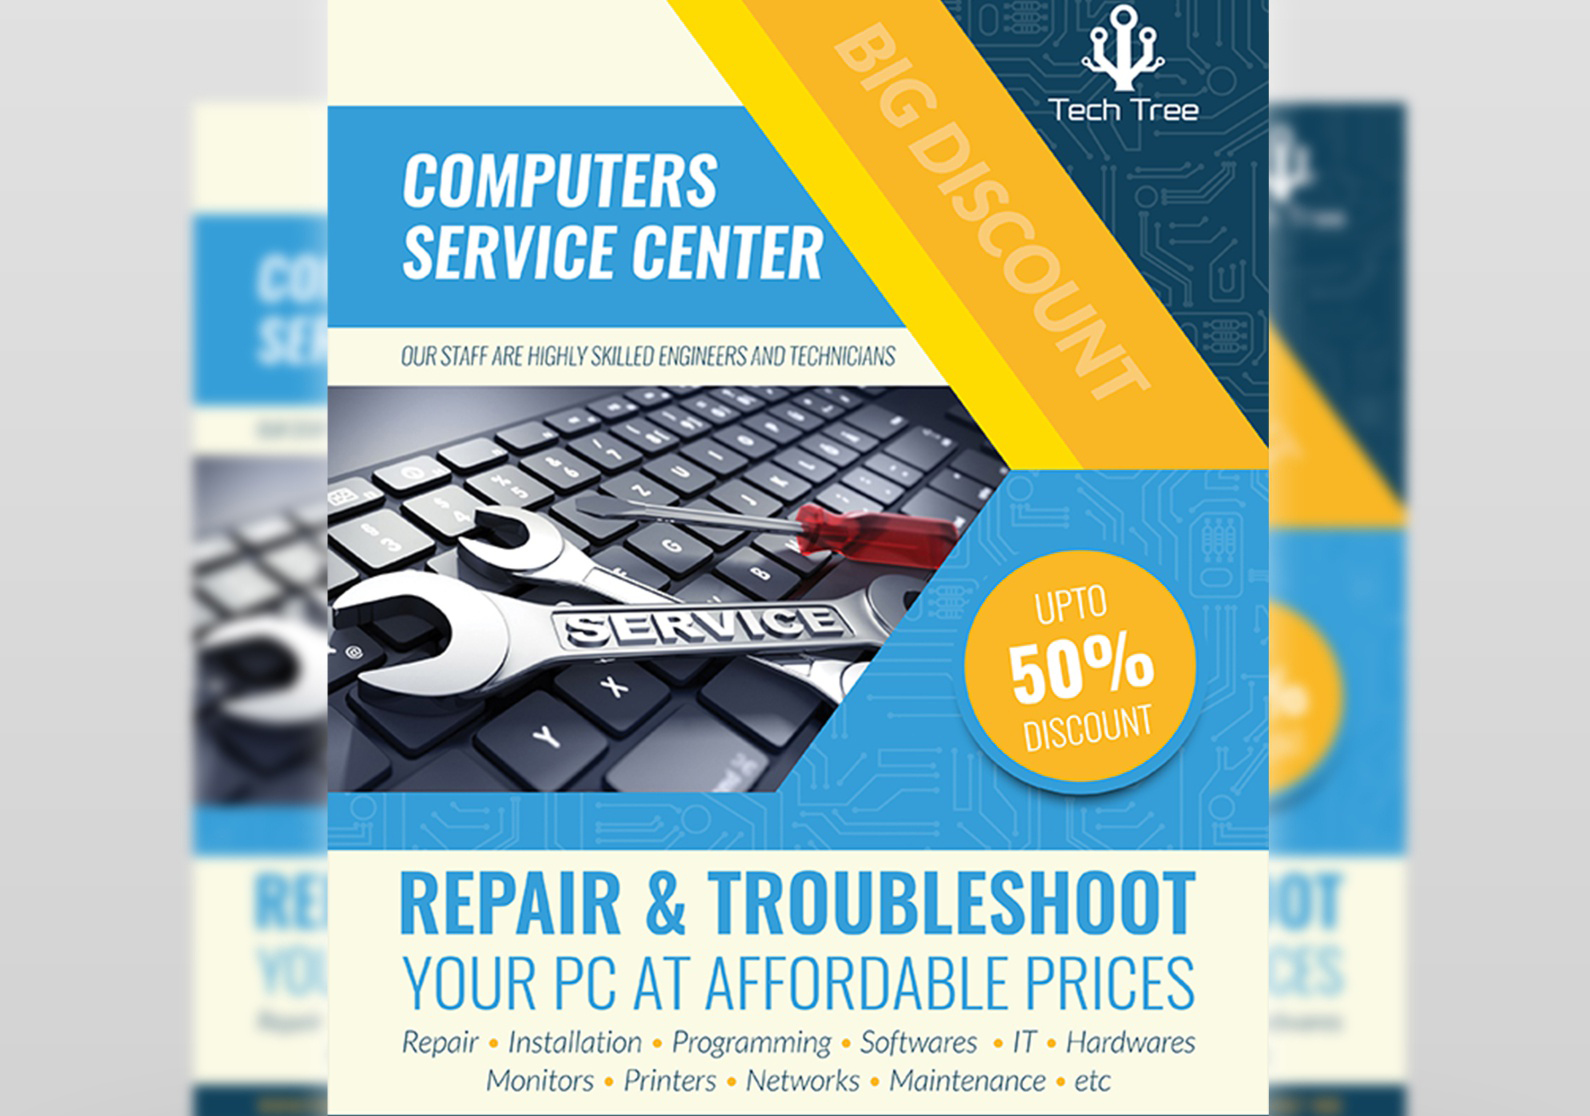 Tech Tree
BIG DISCOUNT
COMPUTERS
SERVICE CENTER
OUR STAFF ARE HIGHLY SKILLED ENGINEERS AND TECHNICIANS
SERVICE
UPTO
50%
DISCOUNT
REPAIR & TROUBLESHOOT
YOUR PC AT AFFORDABLE PRICES
Repair • Installation • Programming • Softwares • IT • Hardwares
Monitors • Printers • Networks • Maintenance • etc